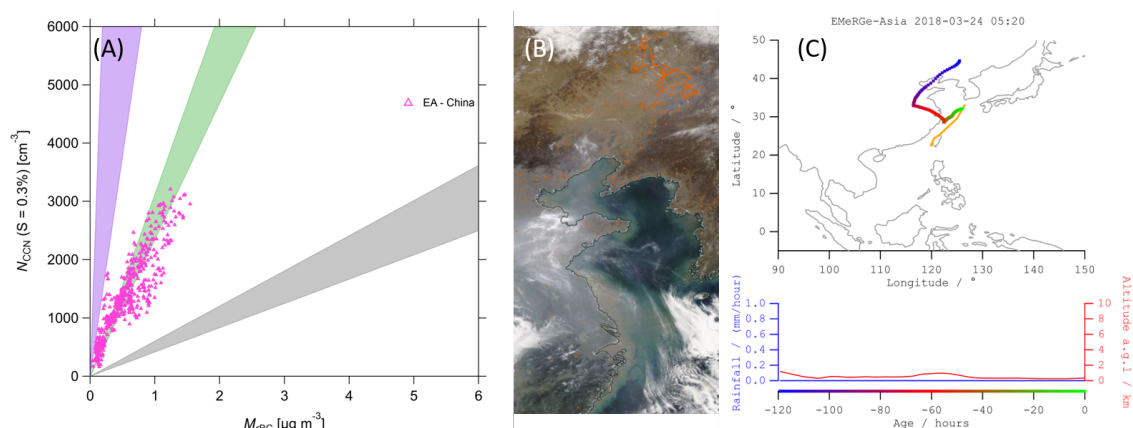 (A)
6000
5000
4000
3000
2000
1000
0
N_CCN (S = 0.3%) [cm⁻³]
EA - China
0 1 2 3 4 5 6
M_rBC [µg m⁻³]
(B)
EMeRGe-Asia 2018-03-24 05:20
(C)
50
40
30
20
10
0
Latitude / °
90 100 110 120 130 140 150
Longitude / °
1.0
0.8
0.6
0.4
0.2
0.0
Rainfall / (mm/hour)
10
8
6
4
2
0
Altitude a.g.l / km
-120 -100 -80 -60 -40 -20 0
Age / hours